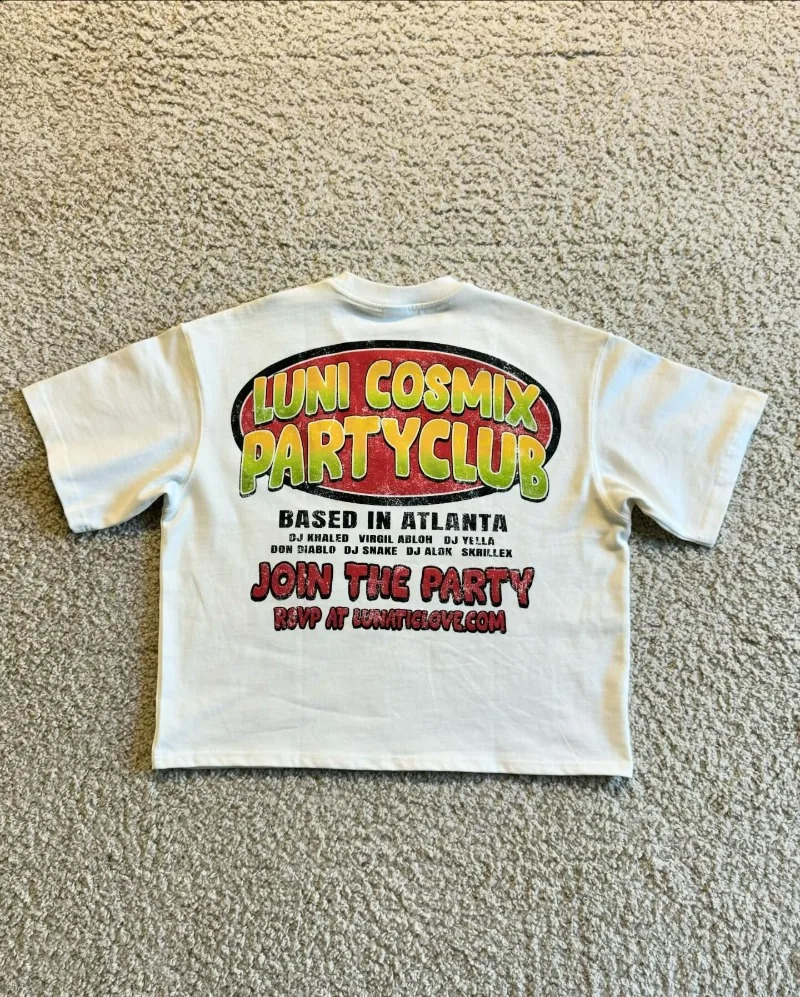 LUNI COSMIX
PARTYCLUB
BASED IN ATLANTA
DJ KHALED VIRGIL ABLOH DJ YELLA
DON DIABLO DJ SNAKE DJ ALOK SKRILLEX
JOIN THE PARTY
RSVP AT LUNATICLOVE.COM